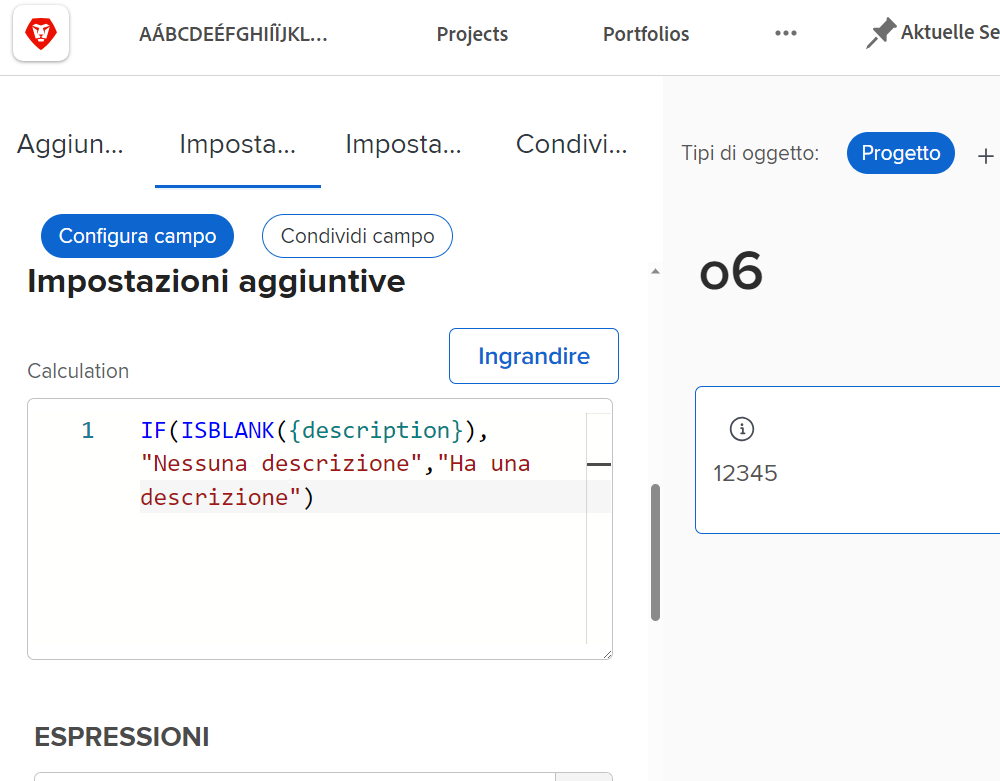 AÁBCDEÉFGHIÍÏJKL...
Projects
Portfolios
Aktuelle Se
Aggiun...
Imposta...
Imposta...
Condivi...
Tipi di oggetto:
Progetto
Configura campo
Condividi campo
Impostazioni aggiuntive
o6
Ingrandire
Calculation
1
IF(ISBLANK({description}),
"Nessuna descrizione","Ha una
descrizione")
12345
ESPRESSIONI